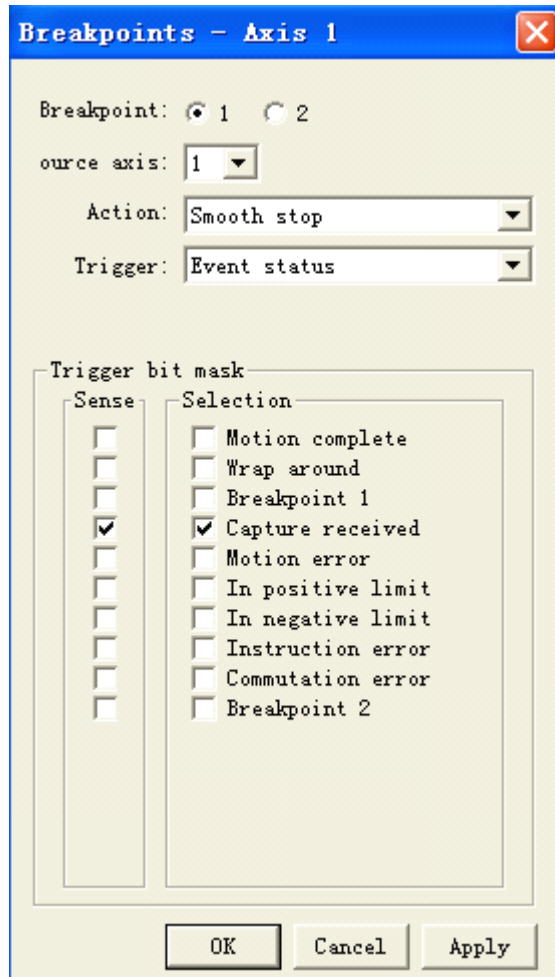 Breakpoints - Axis 1
Breakpoint: 1 2
ource axis: 1
Action: Smooth stop
Trigger: Event status
Trigger bit mask
Sense Selection
Motion complete
Wrap around
Breakpoint 1
Capture received
Motion error
In positive limit
In negative limit
Instruction error
Commutation error
Breakpoint 2
OK Cancel Apply